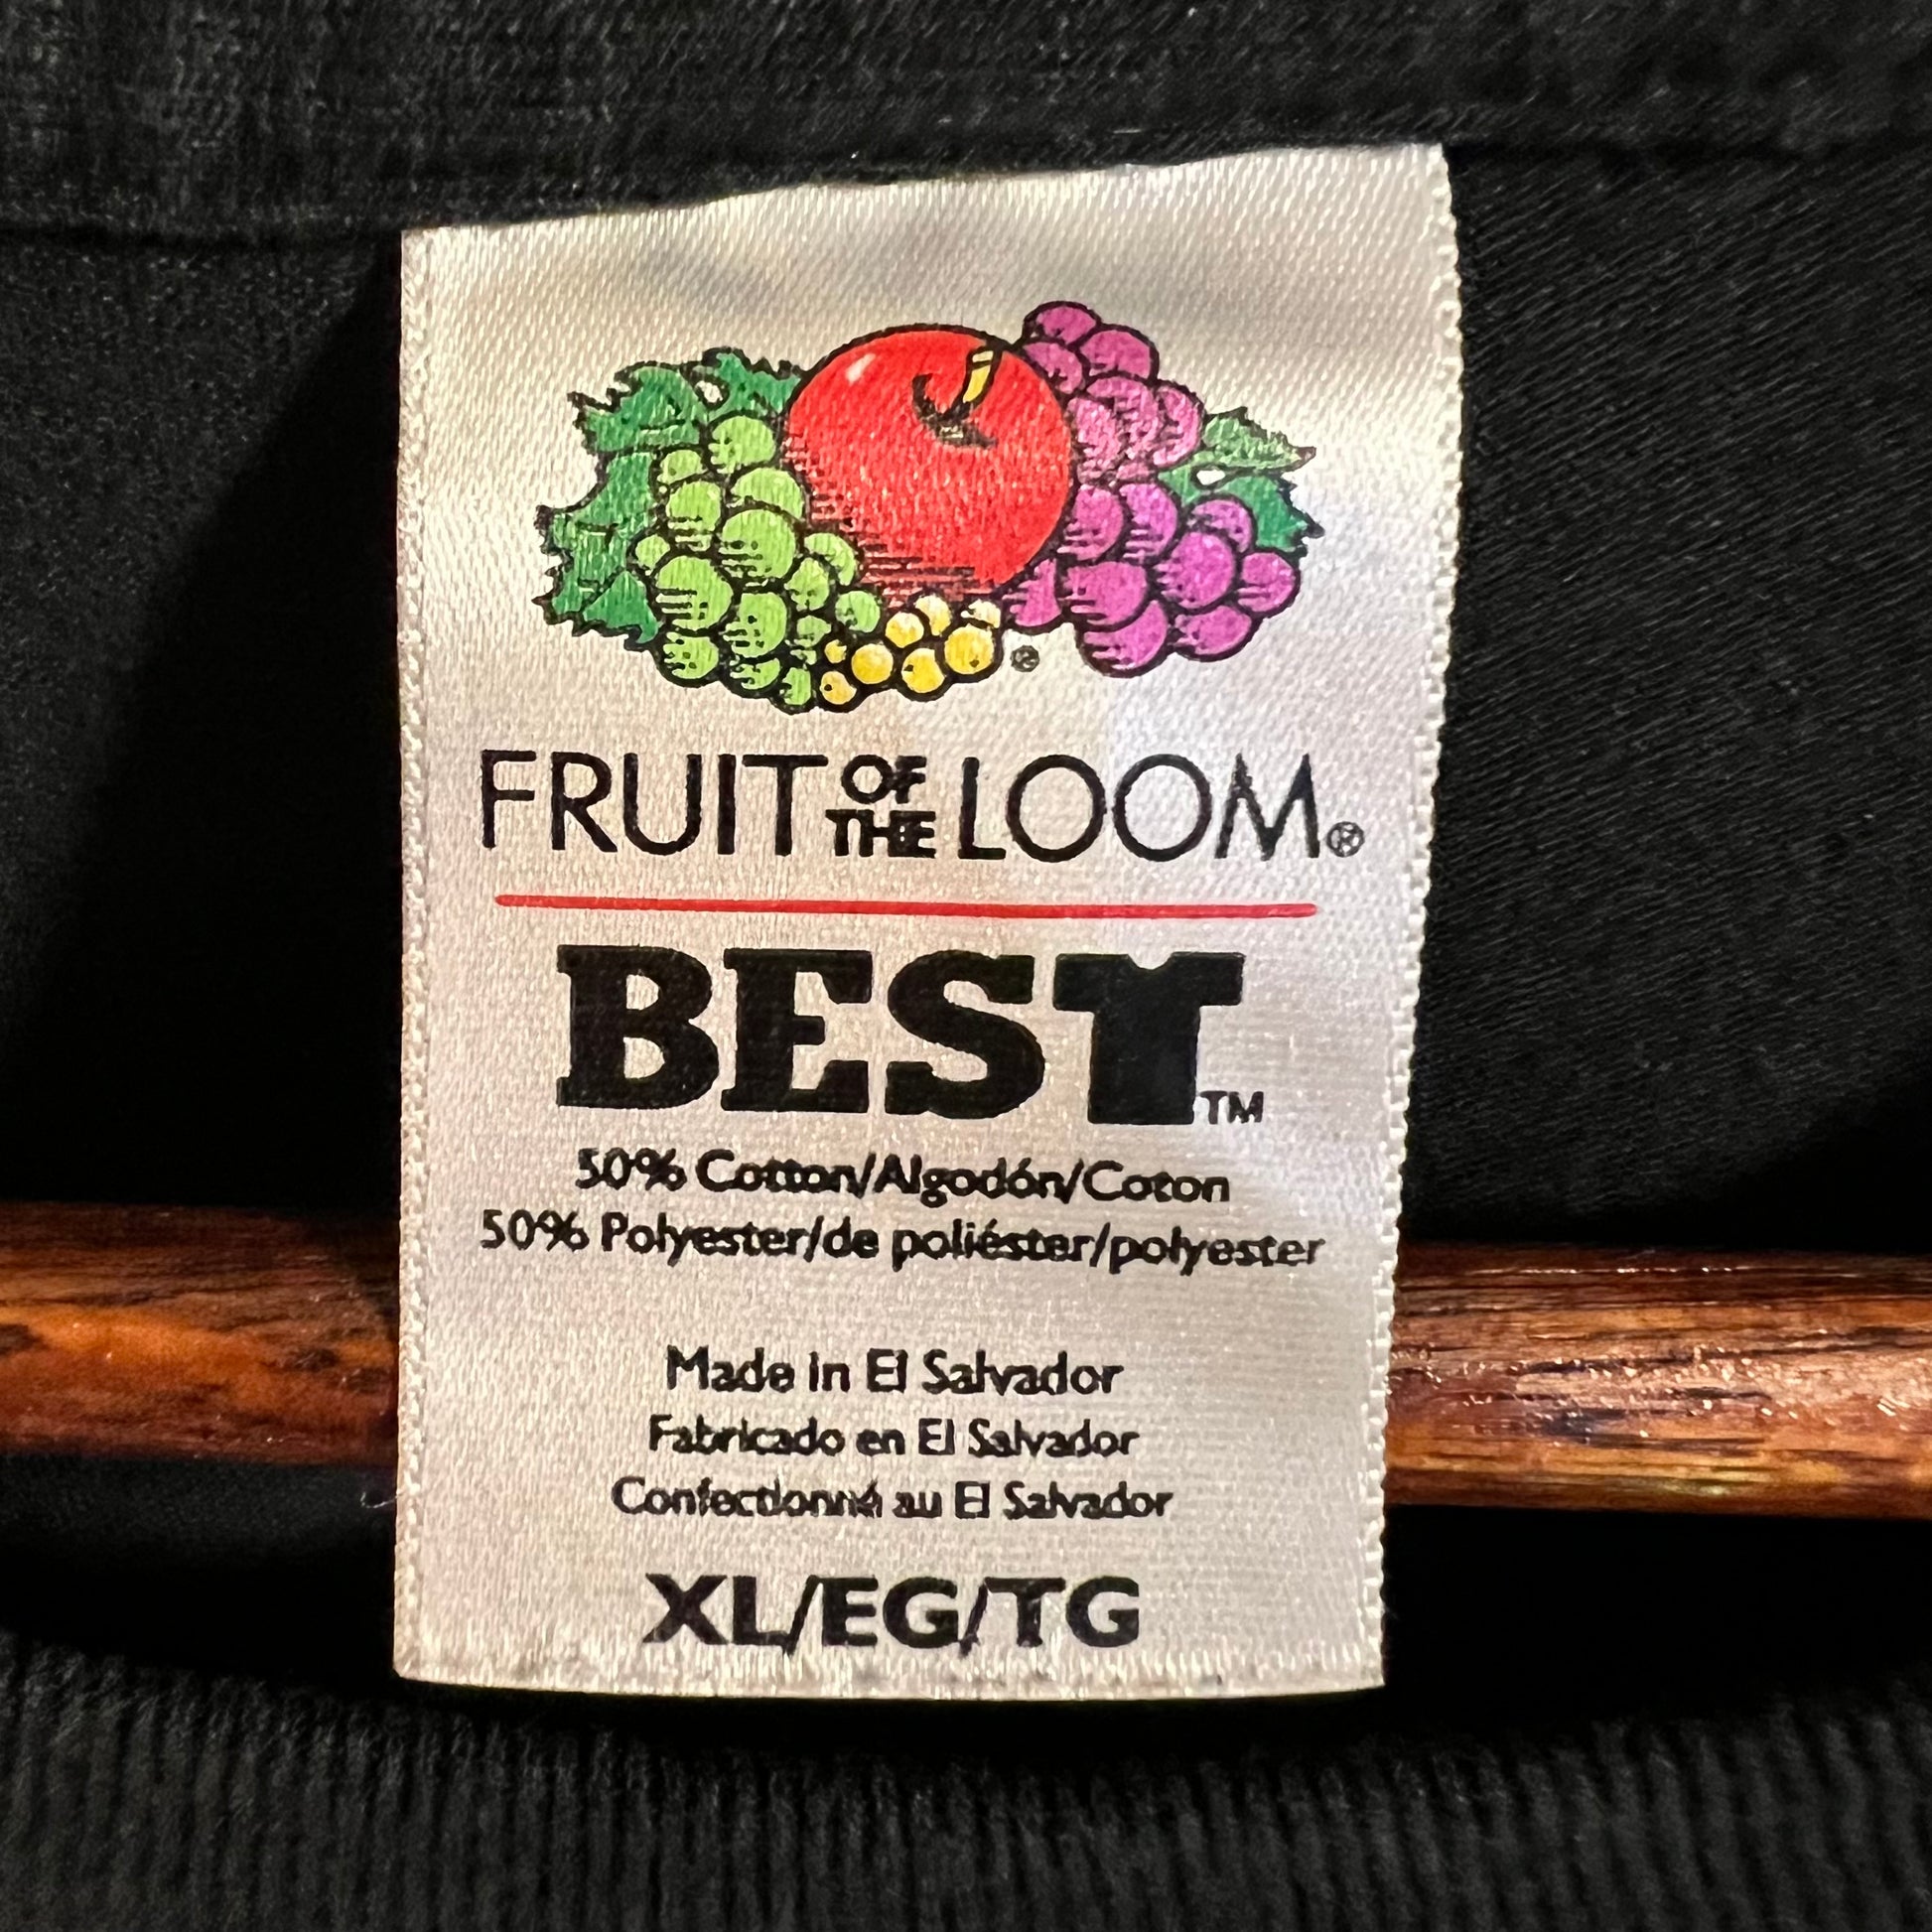 ®
FRUIT OF THE LOOM®
BEST™
50% Cotton/Algodón/Coton
50% Polyester/de poliéster/polyester
Made in El Salvador
Fabricado en El Salvador
Confectionné au El Salvador
XL/EG/TG